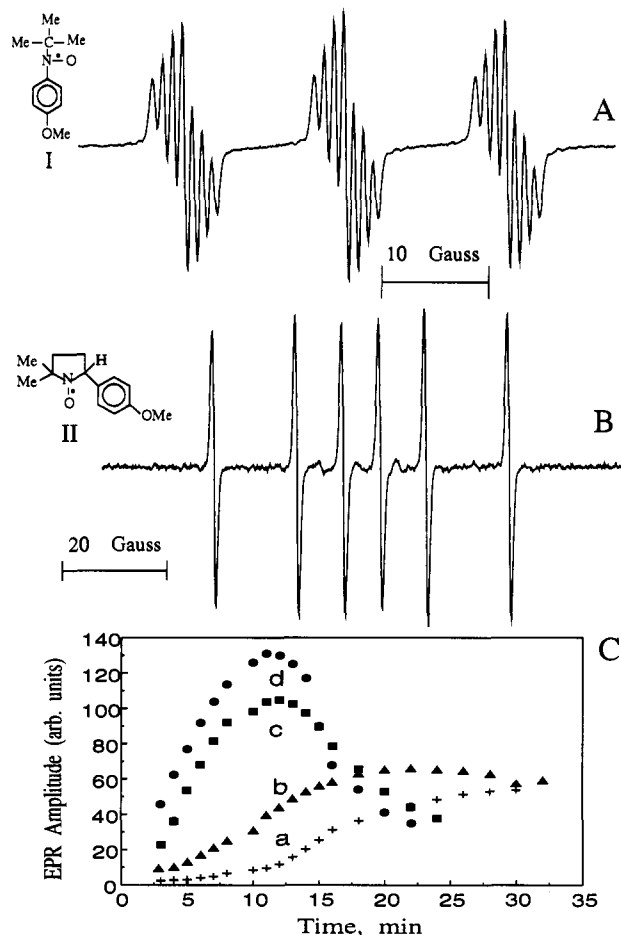 Me
Me
Me—C
N—O
OMe
I
A
10 Gauss
Me
Me
H
N
O
OMe
II
B
20 Gauss
C
EPR Amplitude (arb. units)
140
120
100
80
60
40
20
0
d
c
b
a
0 5 10 15 20 25 30 35
Time, min